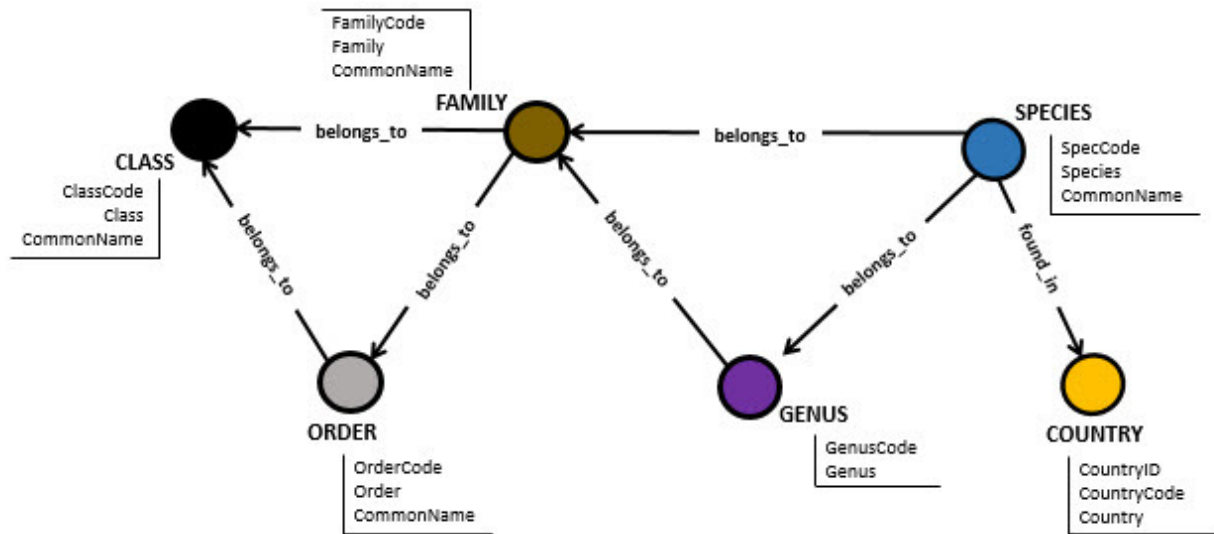 FamilyCode
Family
CommonName
FAMILY
SPECIES
belongs_to
belongs_to
CLASS
ClassCode
Class
CommonName
SpecCode
Species
CommonName
belongs_to
belongs_to
belongs_to
belongs_to
found_in
ORDER
OrderCode
Order
CommonName
GENUS
GenusCode
Genus
COUNTRY
CountryID
CountryCode
Country